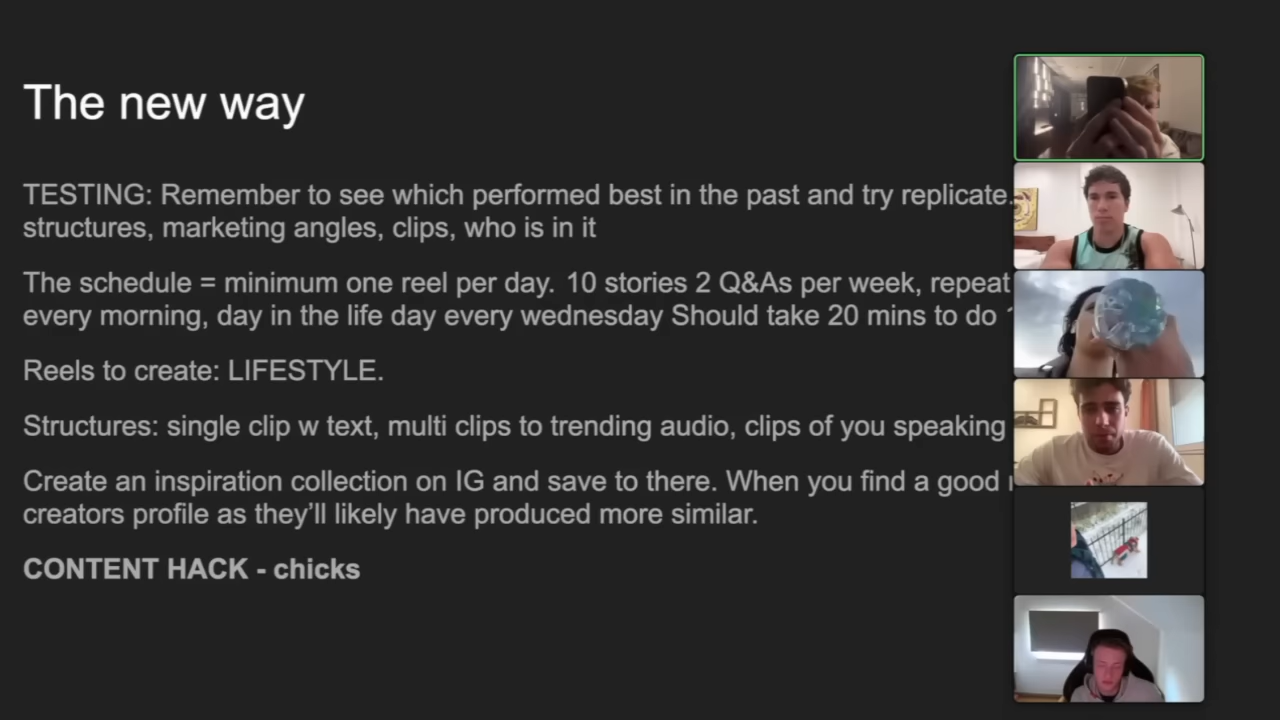 The new way
TESTING: Remember to see which performed best in the past and try replicate.
structures, marketing angles, clips, who is in it
The schedule = minimum one reel per day. 10 stories 2 Q&As per week, repeat
every morning, day in the life day every wednesday Should take 20 mins to do
Reels to create: LIFESTYLE.
Structures: single clip w text, multi clips to trending audio, clips of you speaking
Create an inspiration collection on IG and save to there. When you find a good
creators profile as they’ll likely have produced more similar.
CONTENT HACK - chicks